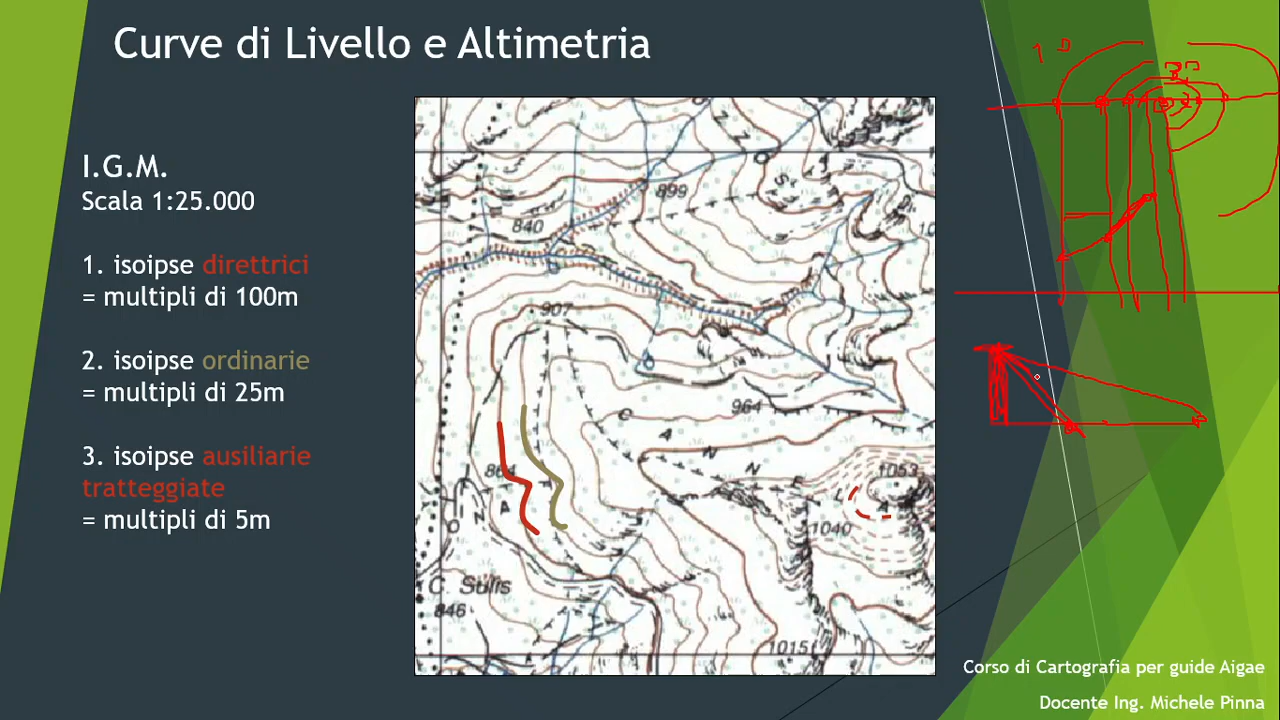 Curve di Livello e Altimetria
I.G.M.
Scala 1:25.000
1. isoipse direttrici
= multipli di 100m
2. isoipse ordinarie
= multipli di 25m
3. isoipse ausiliarie
tratteggiate
= multipli di 5m
899
840
907
964
C A N N E L A
864
1053
1040
C. Stilis
846
1015
Corso di Cartografia per guide Aigae
Docente Ing. Michele Pinna